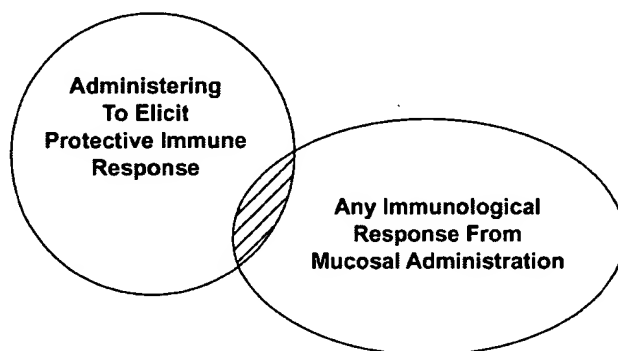 Administering
To Elicit
Protective Immune
Response
Any Immunological
Response From
Mucosal Administration